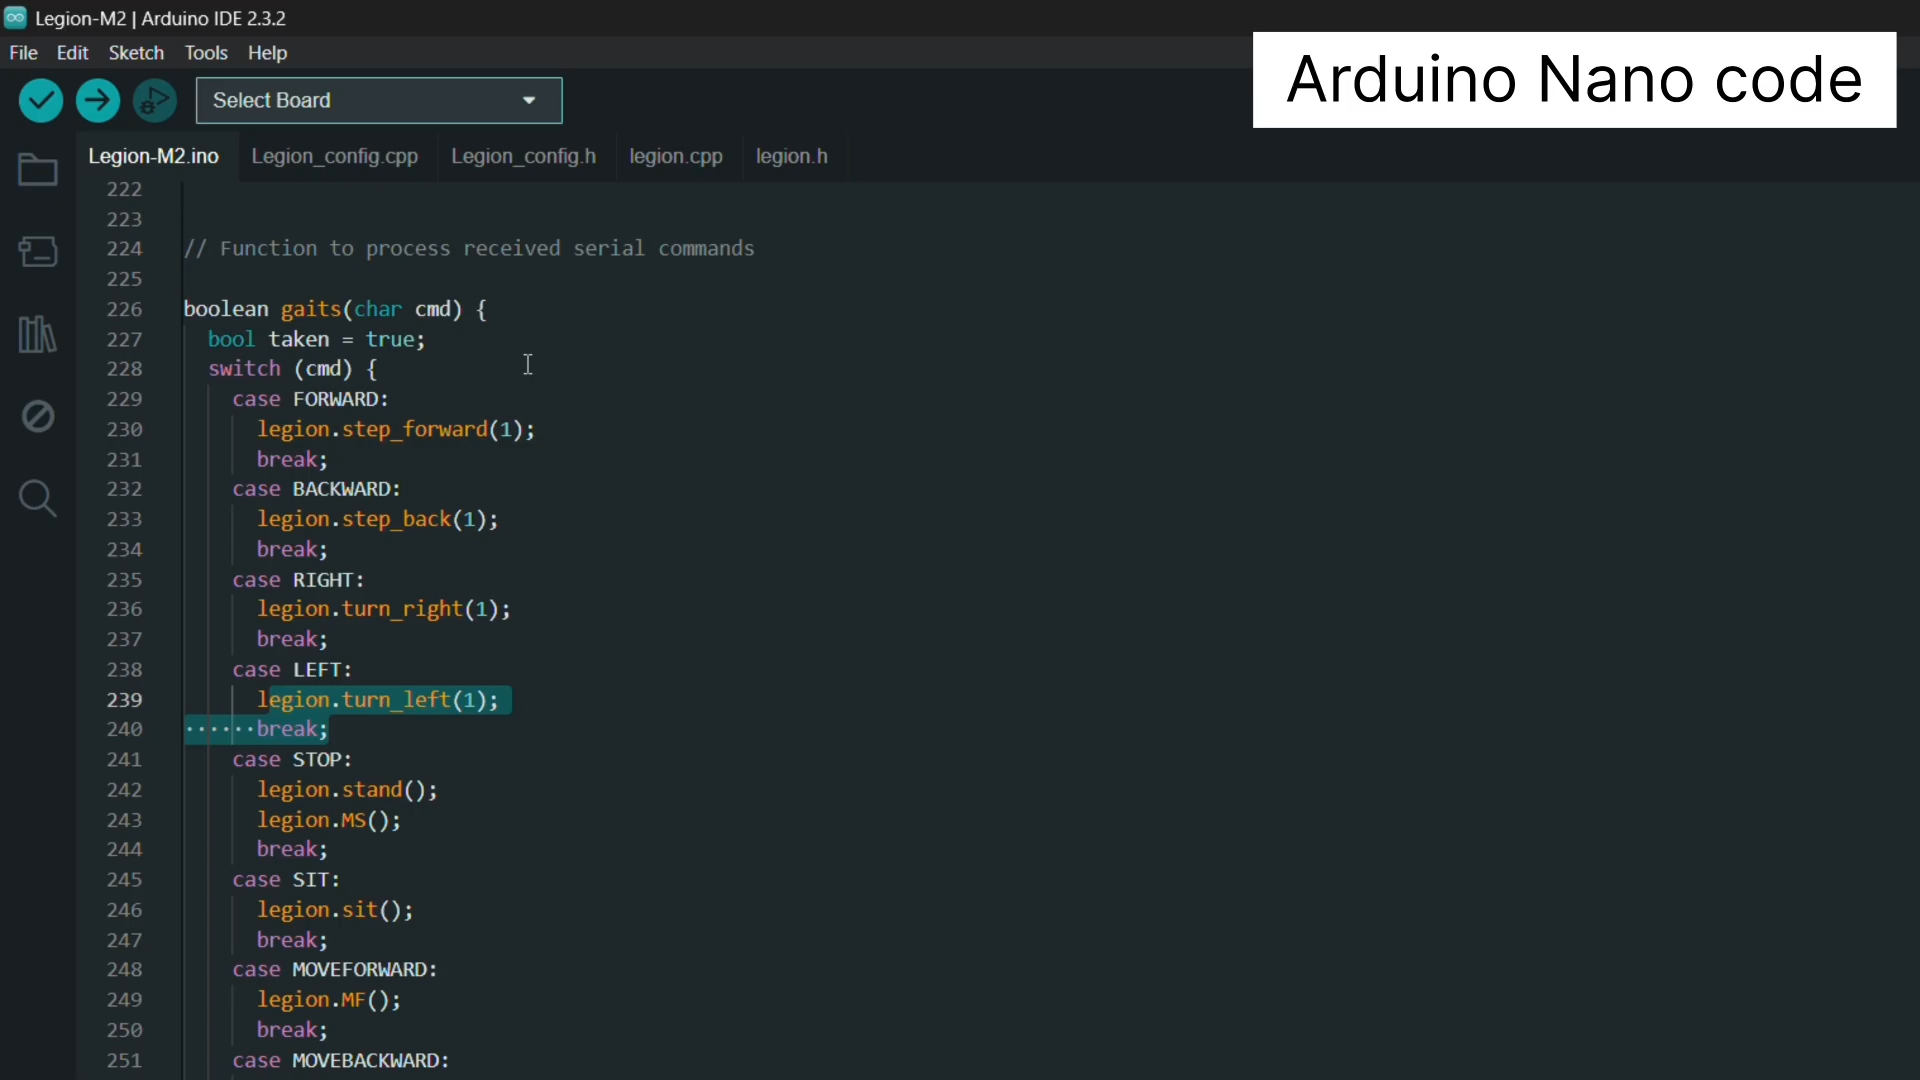 Legion-M2 | Arduino IDE 2.3.2
File Edit Sketch Tools Help
Arduino Nano code
Select Board
Legion-M2.ino Legion_config.cpp Legion_config.h legion.cpp legion.h
222
223
224 // Function to process received serial commands
225
226 boolean gaits(char cmd) {
227 bool taken = true;
228 switch (cmd) {
229 case FORWARD:
230 legion.step_forward(1);
231 break;
232 case BACKWARD:
233 legion.step_back(1);
234 break;
235 case RIGHT:
236 legion.turn_right(1);
237 break;
238 case LEFT:
239 legion.turn_left(1);
240 ······break;
241 case STOP:
242 legion.stand();
243 legion.MS();
244 break;
245 case SIT:
246 legion.sit();
247 break;
248 case MOVEFORWARD:
249 legion.MF();
250 break;
251 case MOVEBACKWARD: